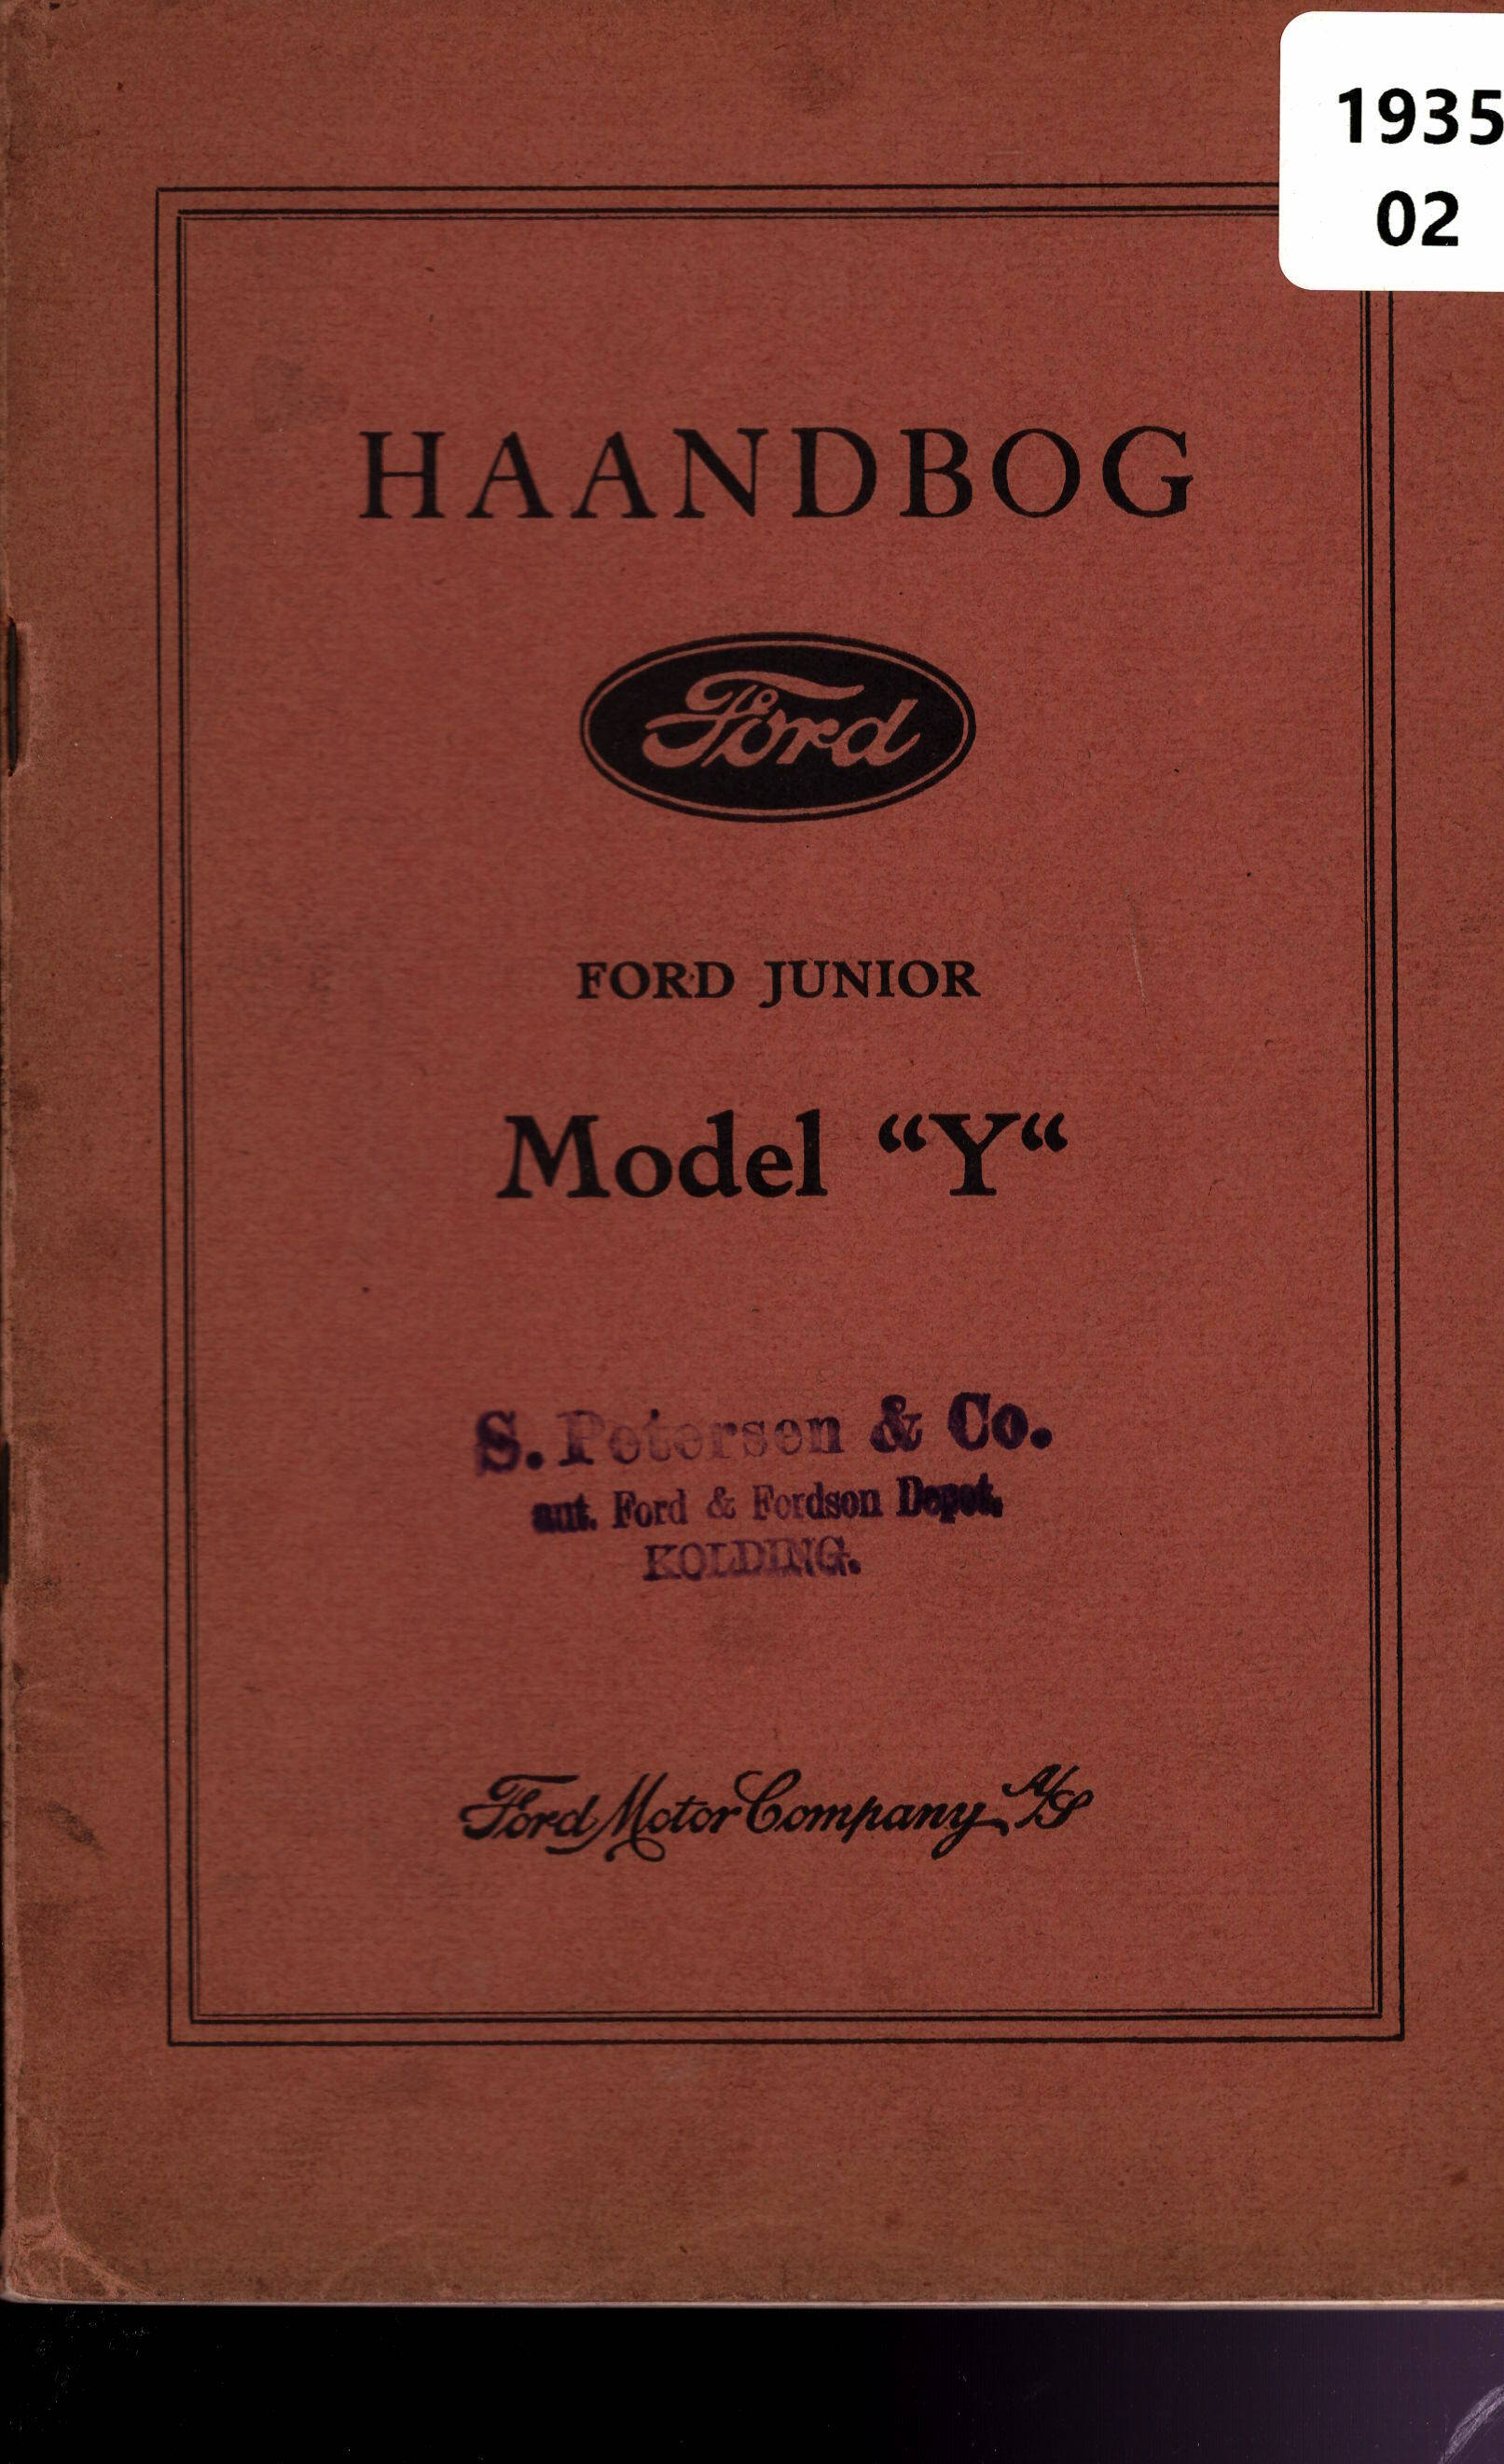 1935
02
HAANDBOG
Ford
FORD JUNIOR
Model “Y“
S. Petersen & Co.
aut. Ford & Fordson Depot.
KOLDING.
Ford Motor Company A/S